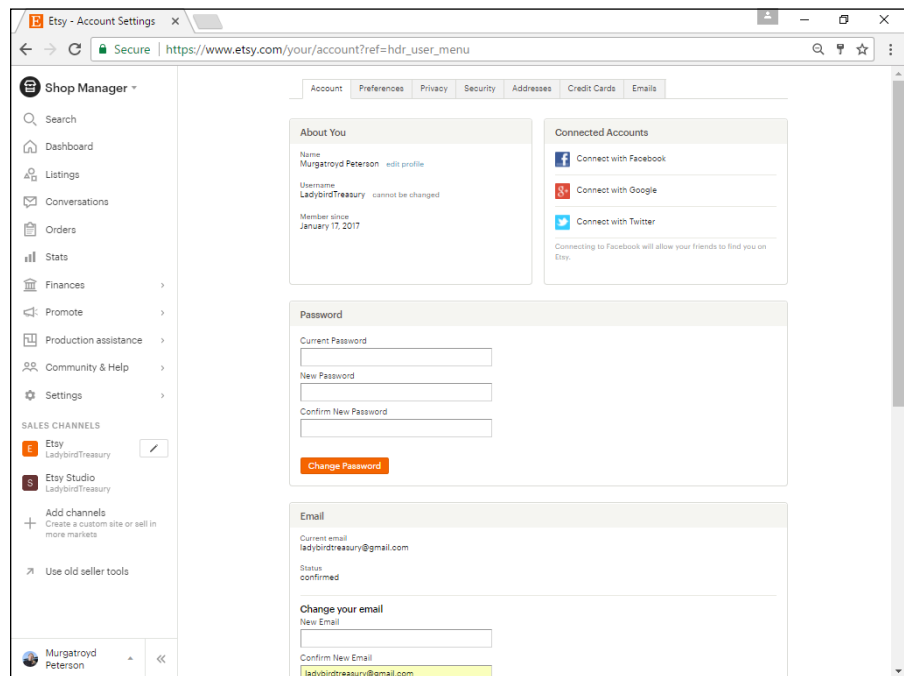 Etsy - Account Settings
Secure | https://www.etsy.com/your/account?ref=hdr_user_menu
Shop Manager
Search
Dashboard
Listings
Conversations
Orders
Stats
Finances
Promote
Production assistance
Community & Help
Settings
SALES CHANNELS
E Etsy
LadybirdTreasury
S Etsy Studio
LadybirdTreasury
Add channels
Create a custom site or sell in
more markets
Use old seller tools
Murgatroyd
Peterson
Account Preferences Privacy Security Addresses Credit Cards Emails
About You
Name
Murgatroyd Peterson edit profile
Username
LadybirdTreasury cannot be changed
Member since
January 17, 2017
Connected Accounts
Connect with Facebook
Connect with Google
Connect with Twitter
Connecting to Facebook will allow your friends to find you on
Etsy.
Password
Current Password
New Password
Confirm New Password
Change Password
Email
Current email
ladybirdtreasury@gmail.com
Status
confirmed
Change your email
New Email
Confirm New Email
ladybirdtreasury@gmail.com